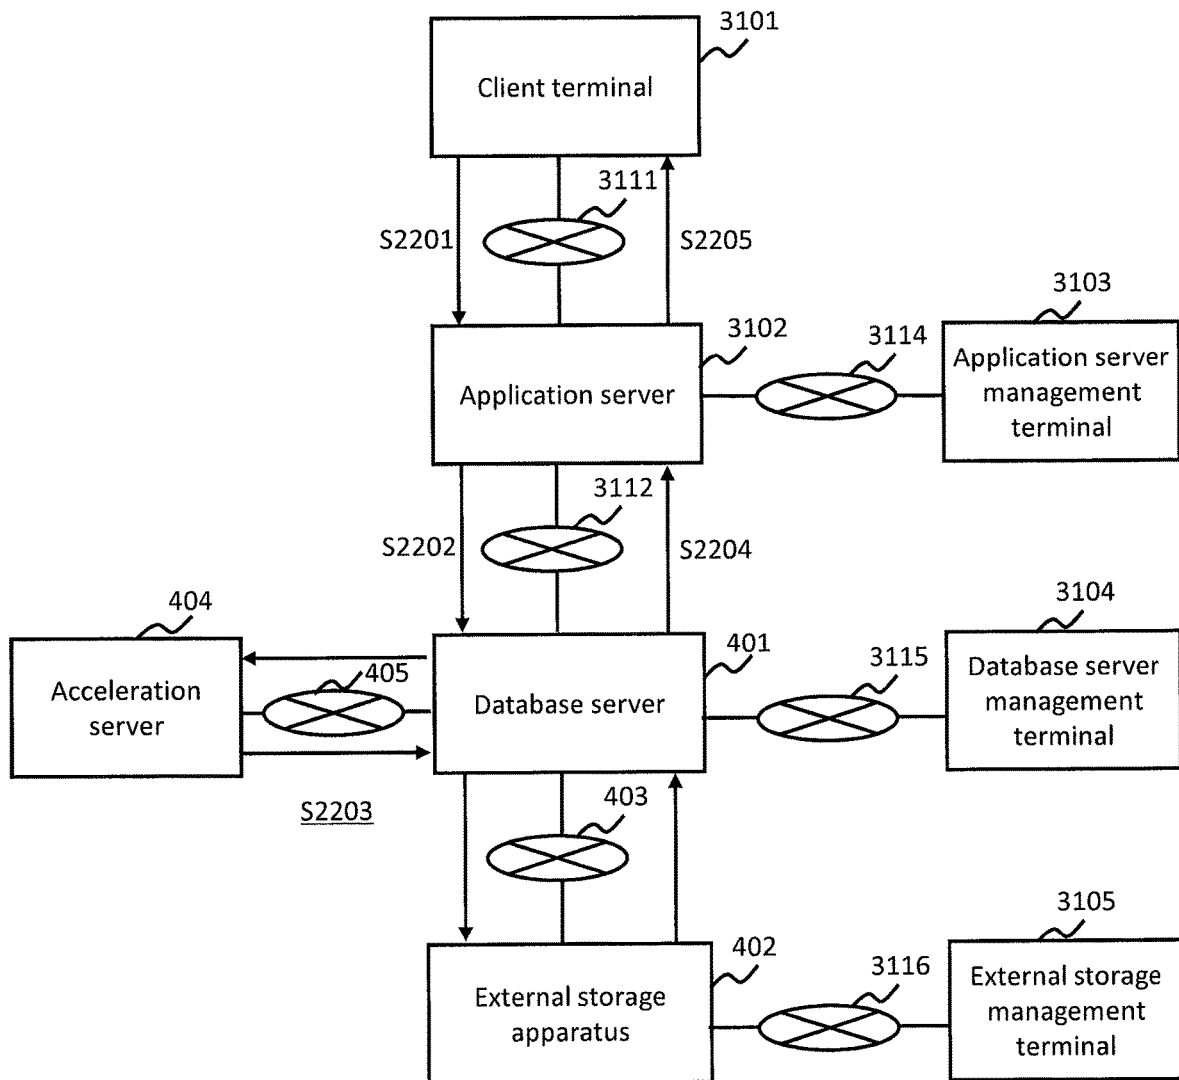 3101
Client terminal
3111
S2201
S2205
3103
3102
3114
Application server
Application server
management
terminal
3112
S2202
S2204
404
3104
401
3115
405
Acceleration
server
Database server
Database server
management
terminal
S2203
403
3105
402
3116
External storage
apparatus
External storage
management
terminal